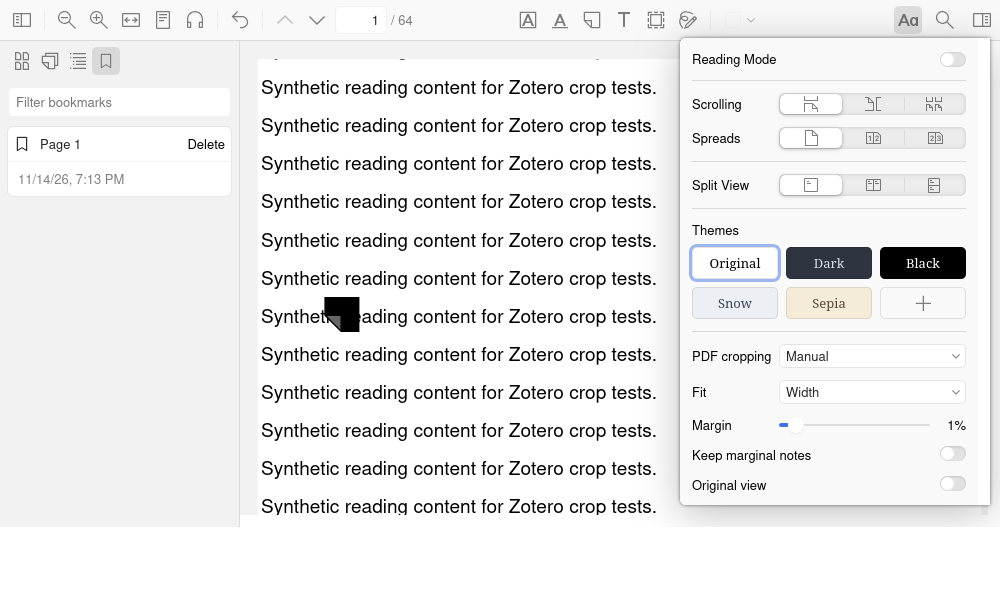 1 / 64
Filter bookmarks
Page 1 Delete
11/14/26, 7:13 PM
Synthetic reading content for Zotero crop tests.
Synthetic reading content for Zotero crop tests.
Synthetic reading content for Zotero crop tests.
Synthetic reading content for Zotero crop tests.
Synthetic reading content for Zotero crop tests.
Synthetic reading content for Zotero crop tests.
Synthet eading content for Zotero crop tests.
Synthetic reading content for Zotero crop tests.
Synthetic reading content for Zotero crop tests.
Synthetic reading content for Zotero crop tests.
Synthetic reading content for Zotero crop tests.
Synthetic reading content for Zotero crop tests.
Aa
Reading Mode
Scrolling
Spreads
Split View
Themes
Original Dark Black
Snow Sepia
PDF cropping Manual
Fit Width
Margin 1%
Keep marginal notes
Original view